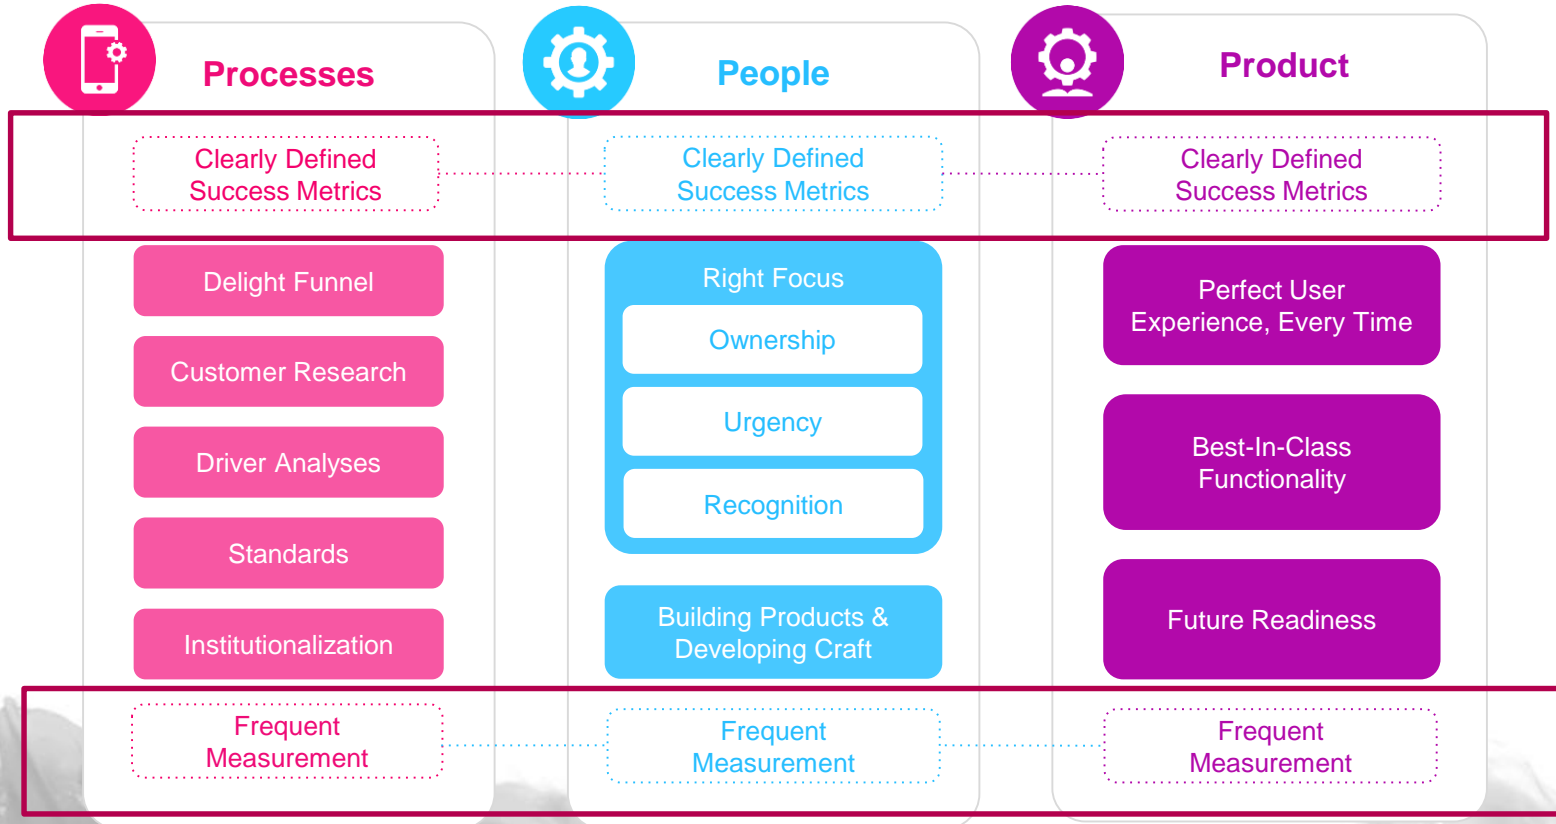 Processes
Clearly Defined
Success Metrics
Delight Funnel
Customer Research
Driver Analyses
Standards
Institutionalization
Frequent
Measurement
People
Clearly Defined
Success Metrics
Right Focus
Ownership
Urgency
Recognition
Building Products &
Developing Craft
Frequent
Measurement
Product
Clearly Defined
Success Metrics
Perfect User
Experience, Every Time
Best-In-Class
Functionality
Future Readiness
Frequent
Measurement